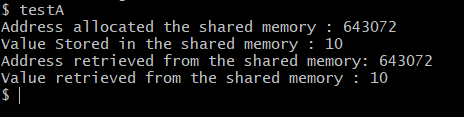 $ testA
Address allocated the shared memory : 643072
Value Stored in the shared memory : 10
Address retrieved from the shared memory: 643072
Value retrieved from the shared memory : 10
$